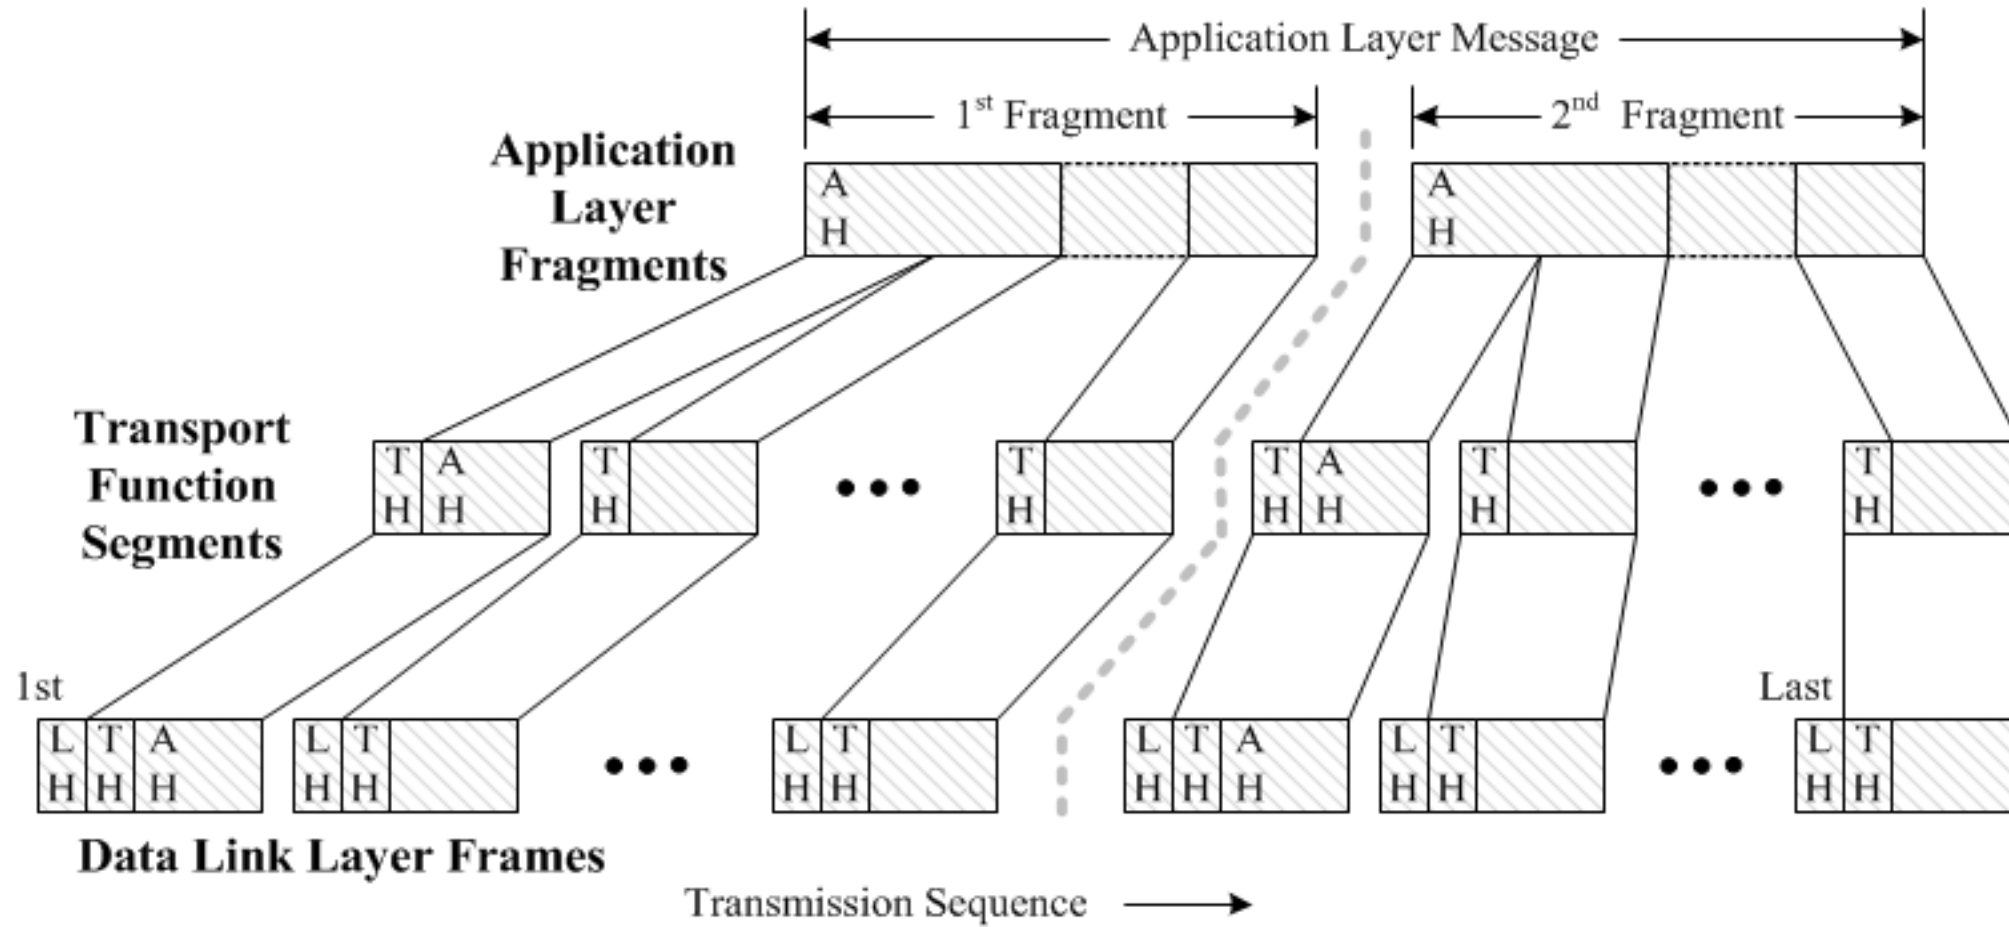 Application Layer Message
1st Fragment
2nd Fragment
Application
Layer
Fragments
A
H
A
H
Transport
Function
Segments
T A
H H
T
H
T
H
T A
H H
T
H
T
H
1st
Last
L T A
H H H
L T
H H
L T
H H
L T A
H H H
L T
H H
L T
H H
Data Link Layer Frames
Transmission Sequence